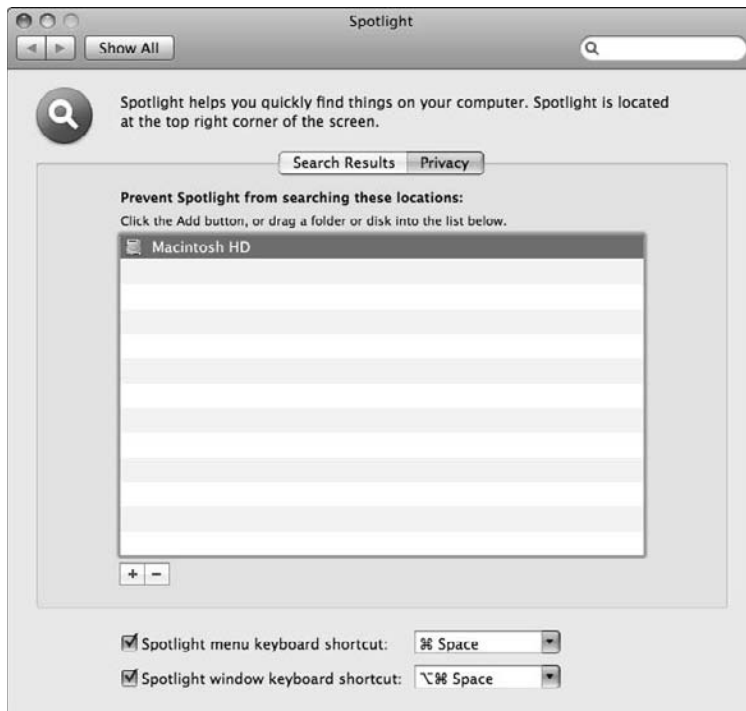 Spotlight
Show All
Spotlight helps you quickly find things on your computer. Spotlight is located
at the top right corner of the screen.
Search Results Privacy
Prevent Spotlight from searching these locations:
Click the Add button, or drag a folder or disk into the list below.
Macintosh HD
+ −
Spotlight menu keyboard shortcut: ⌘ Space
Spotlight window keyboard shortcut: ⌥⌘ Space